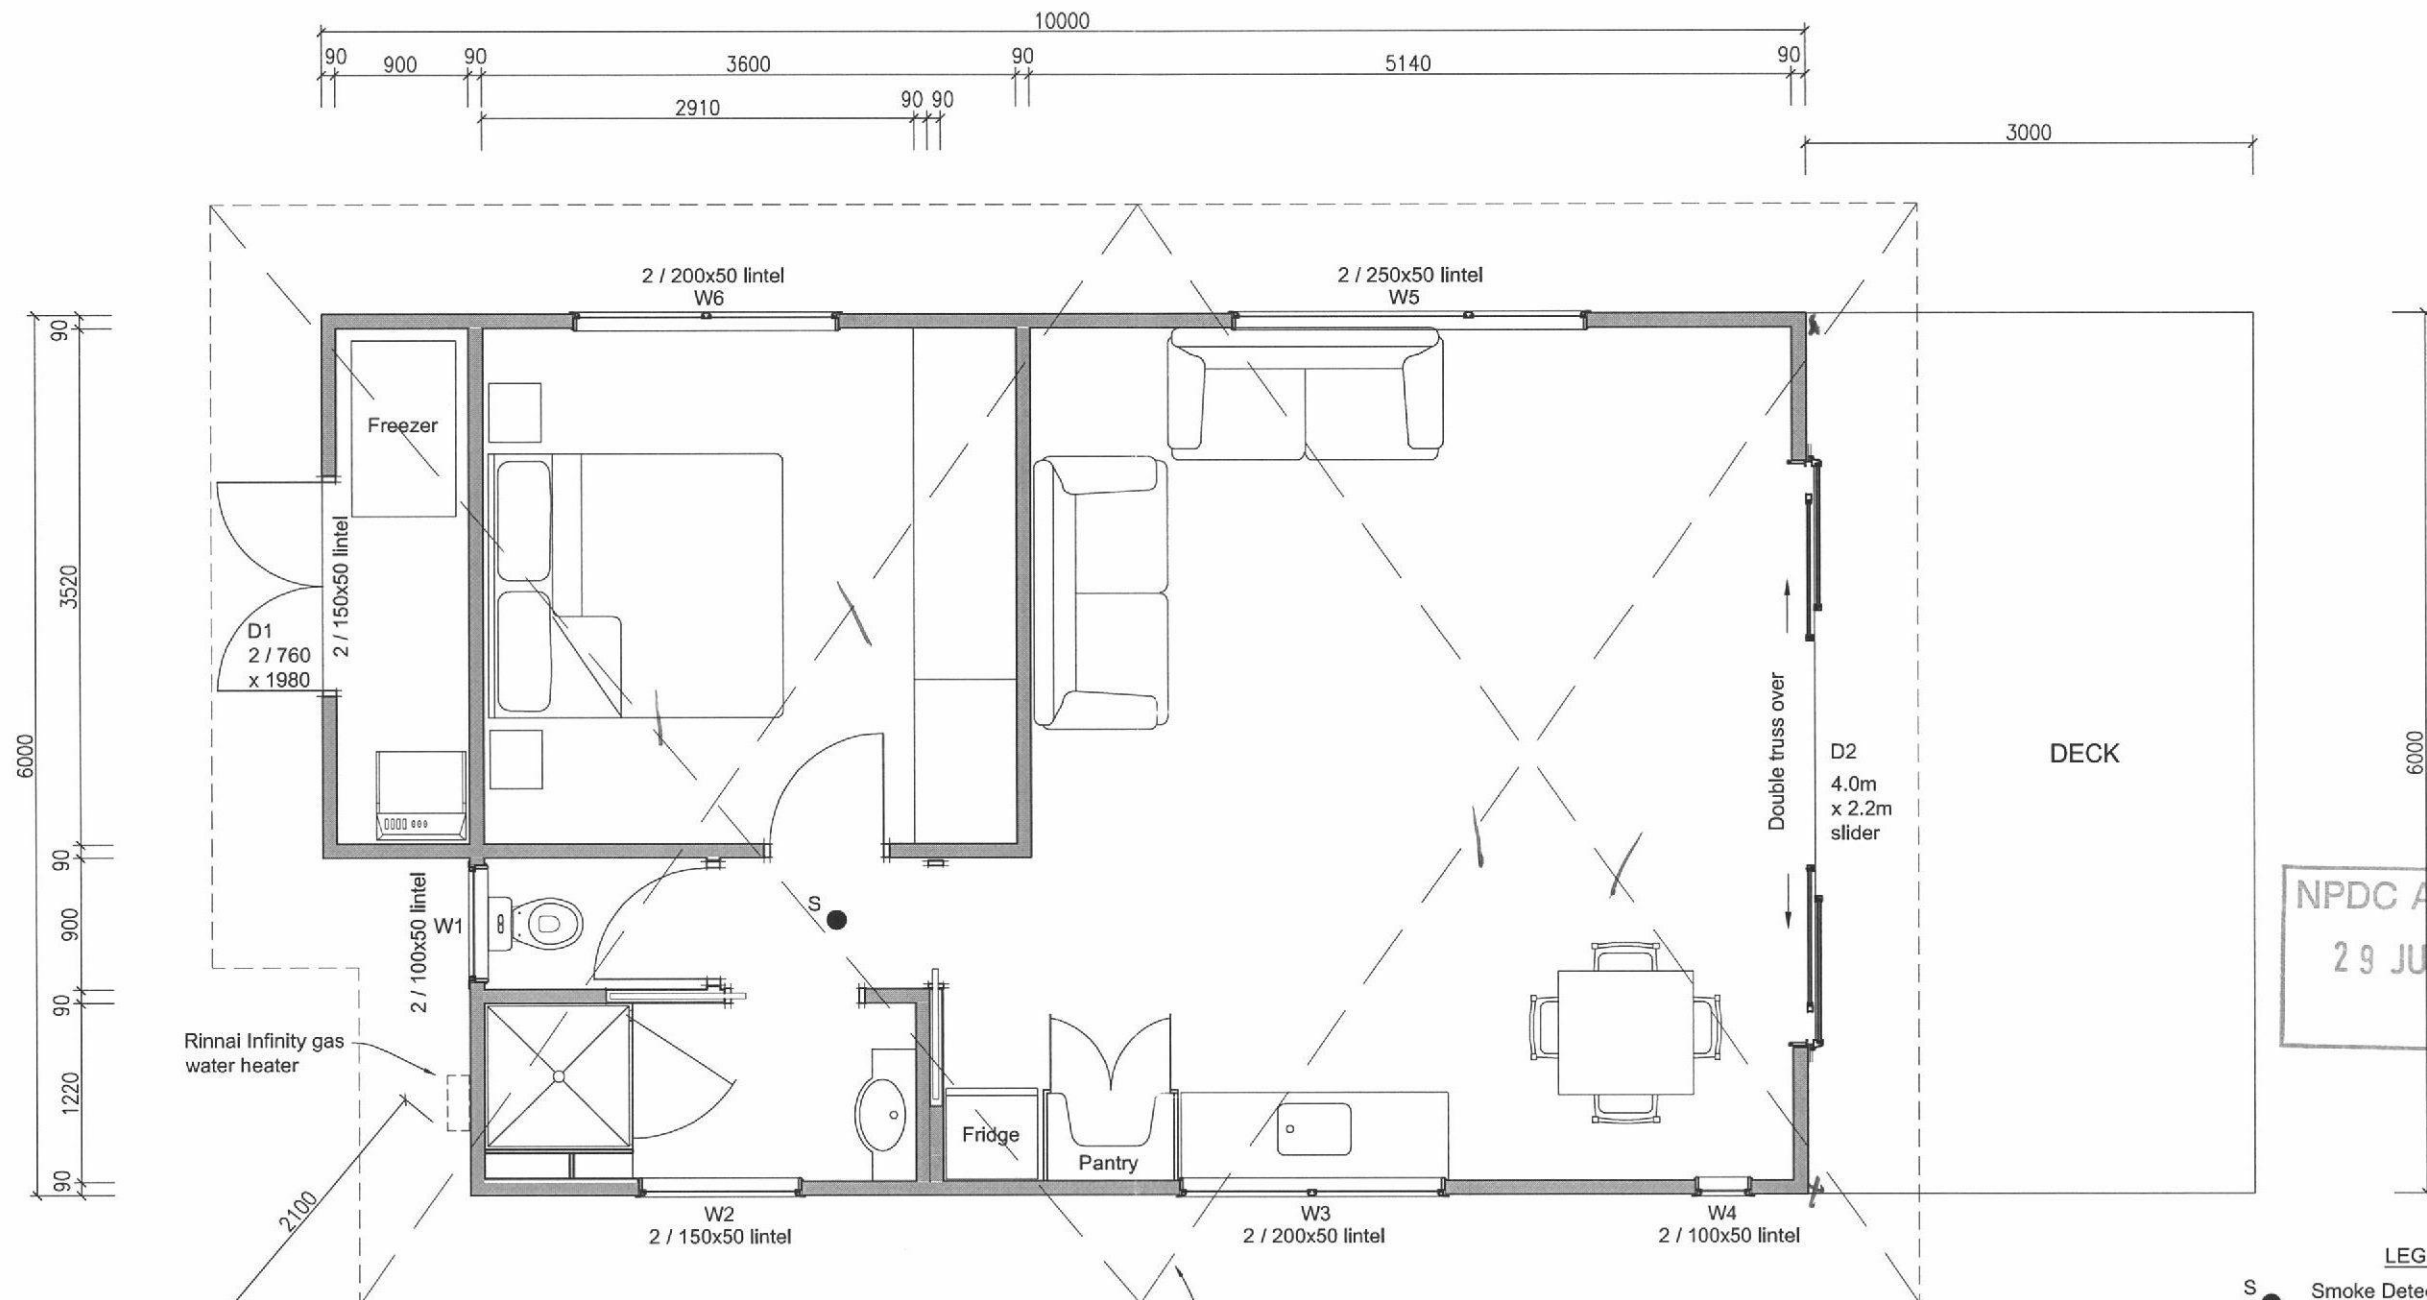 10000
90
900
90
3600
90
5140
90
2910
90
90
3000
2 / 200x50 lintel
W6
2 / 250x50 lintel
W5
90
3520
90
900
90
1220
90
6000
Freezer
2 / 150x50 lintel
D1
2 / 760
x 1980
Double truss over
D2
4.0m
x 2.2m
slider
DECK
6000
S
W1
2 / 100x50 lintel
NPDC A
29 JU
Rinnai Infinity gas
water heater
2100
Fridge
Pantry
W2
2 / 150x50 lintel
W3
2 / 200x50 lintel
W4
2 / 100x50 lintel
LEG
S
Smoke Dete